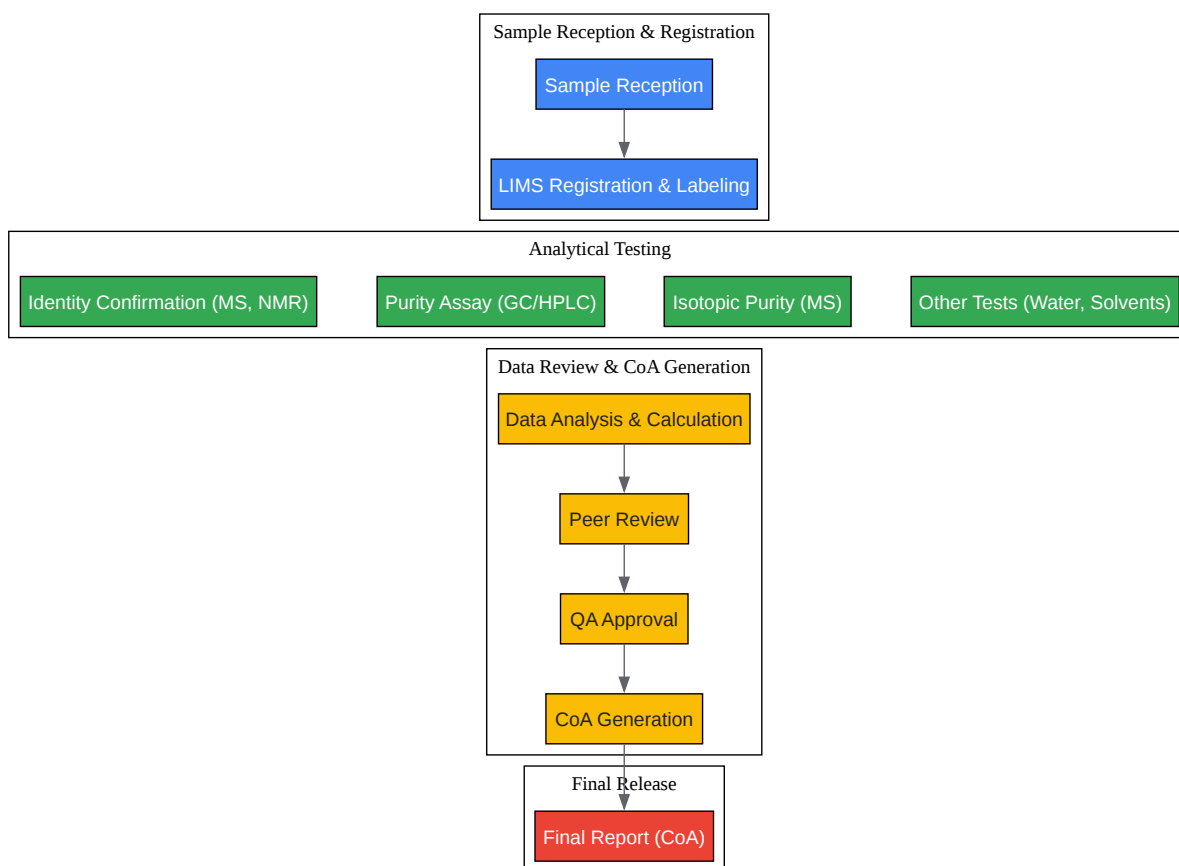 Sample Reception & Registration
Sample Reception
LIMS Registration & Labeling
Analytical Testing
Identity Confirmation (MS, NMR)
Purity Assay (GC/HPLC)
Isotopic Purity (MS)
Other Tests (Water, Solvents)
Data Review & CoA Generation
Data Analysis & Calculation
Peer Review
QA Approval
CoA Generation
Final Release
Final Report (CoA)